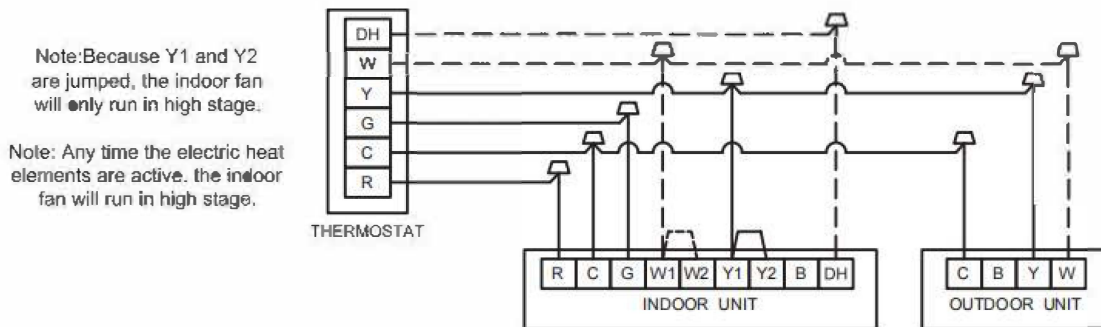 Note:Because Y1 and Y2
are jumped, the indoor fan
will only run in high stage.
Note: Any time the electric heat
elements are active. the indoor
fan will run in high stage.
DH
W
Y
G
C
R
THERMOSTAT
R C G W1 W2 Y1 Y2 B DH
INDOOR UNIT
C B Y W
OUTDOOR UNIT